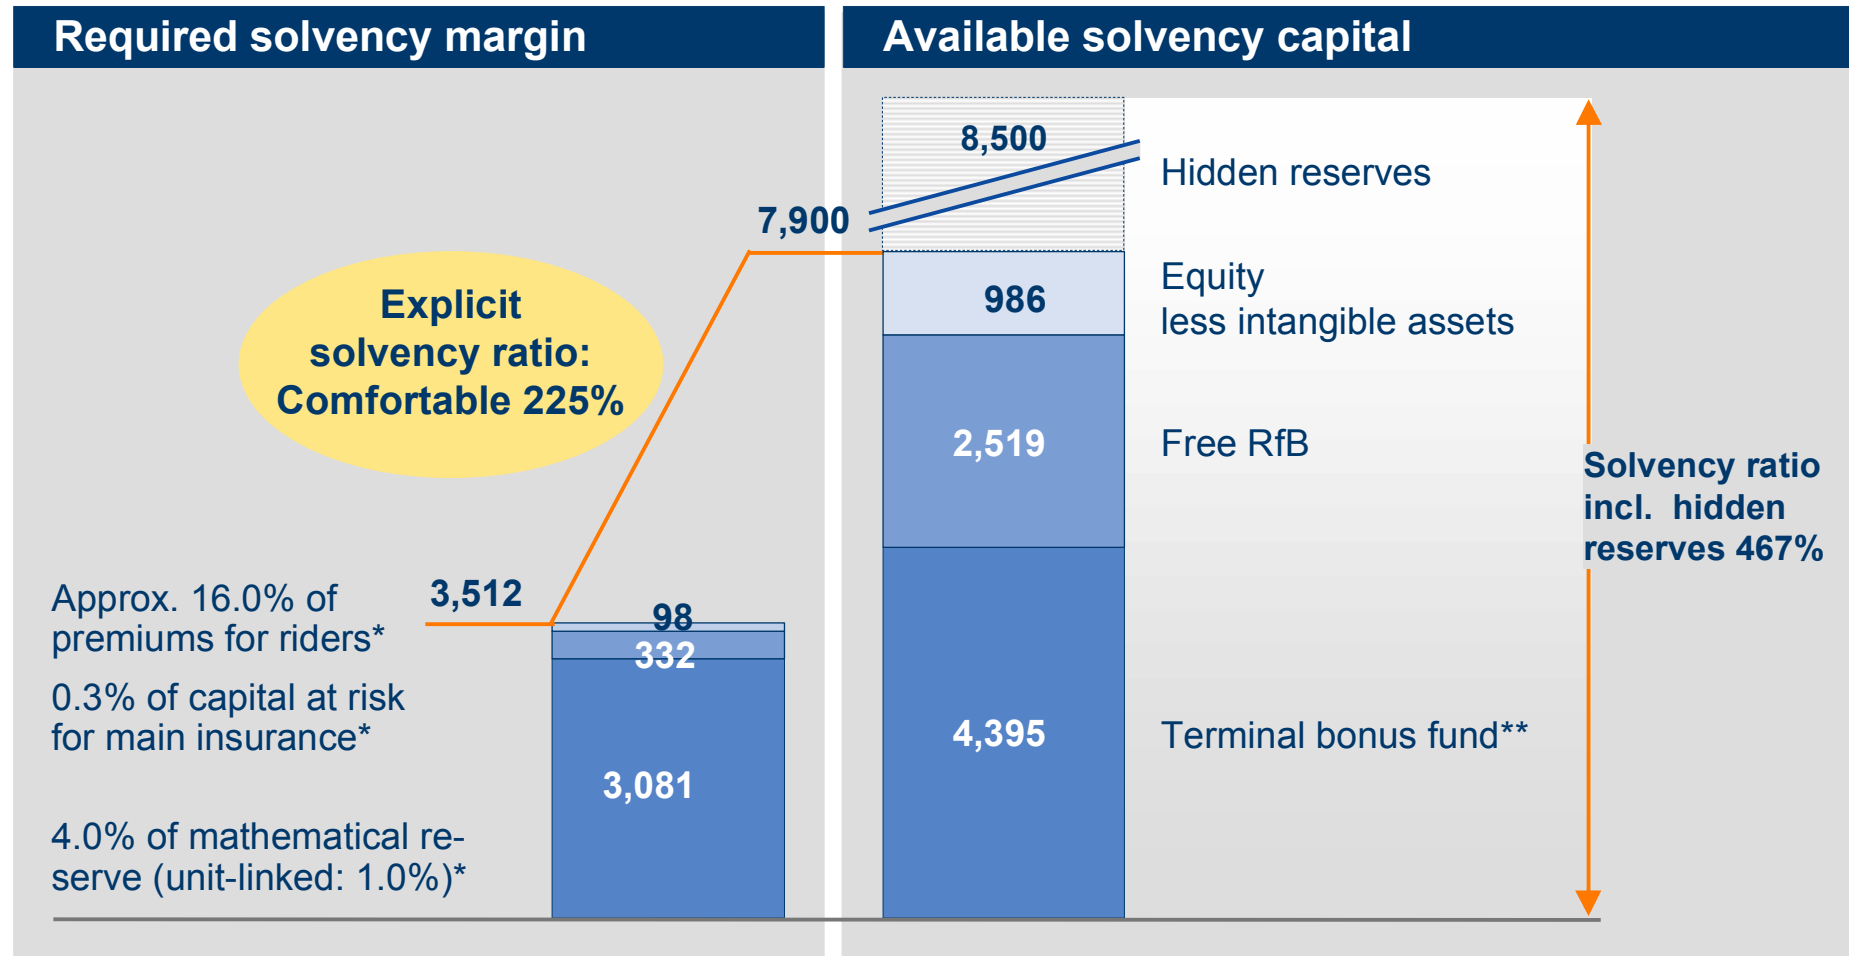 Required solvency margin
Available solvency capital
8,500
Hidden reserves
7,900
Explicit
solvency ratio:
Comfortable 225%
986
Equity
less intangible assets
2,519
Free RfB
Solvency ratio
incl. hidden
reserves 467%
Approx. 16.0% of
premiums for riders*
3,512
98
332
0.3% of capital at risk
for main insurance*
3,081
4,395
Terminal bonus fund**
4.0% of mathematical re-
serve (unit-linked: 1.0%)*